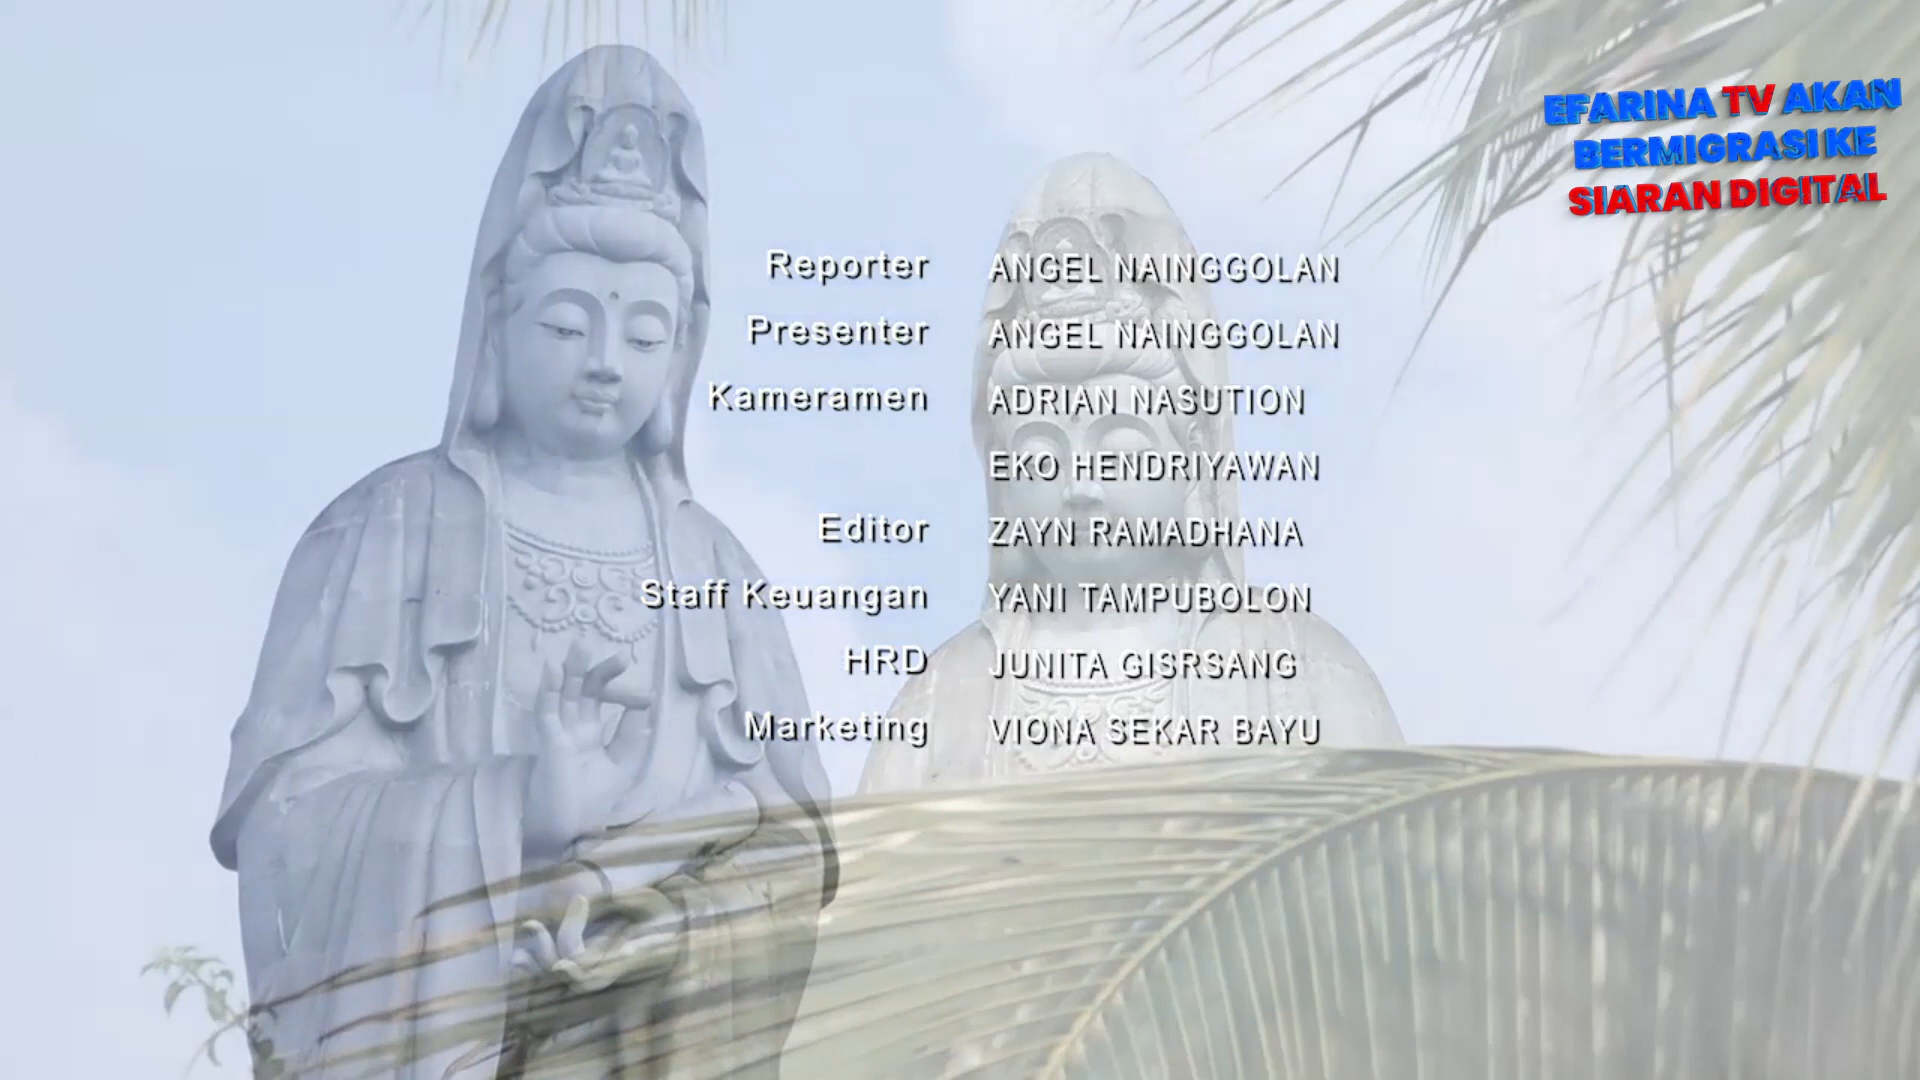 EFARINA TV AKAN
BERMIGRASI KE
SIARAN DIGITAL
Reporter ANGEL NAINGGOLAN
Presenter ANGEL NAINGGOLAN
Kameramen ADRIAN NASUTION
EKO HENDRIYAWAN
Editor ZAYN RAMADHANA
Staff Keuangan YANI TAMPUBOLON
HRD JUNITA GISRSANG
Marketing VIONA SEKAR BAYU